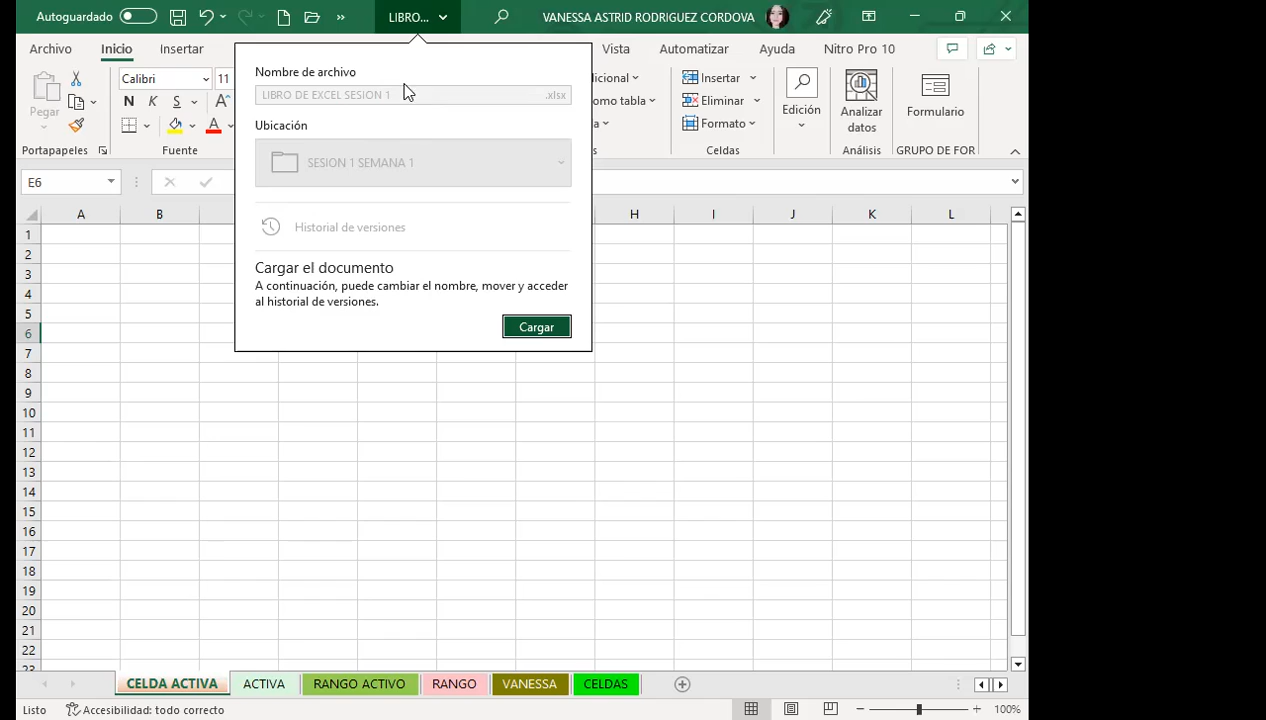 Autoguardado
LIBRO...
VANESSA ASTRID RODRIGUEZ CORDOVA
Archivo
Inicio
Insertar
Vista
Automatizar
Ayuda
Nitro Pro 10
Pegar
Calibri
11
N
K
S
A
A
Portapapeles
Fuente
dicional
omo tabla
Insertar
Eliminar
Formato
Celdas
Edición
Analizar
datos
Análisis
Formulario
GRUPO DE FOR
Nombre de archivo
LIBRO DE EXCEL SESION 1
.xlsx
Ubicación
SESION 1 SEMANA 1
Historial de versiones
Cargar el documento
A continuación, puede cambiar el nombre, mover y acceder
al historial de versiones.
Cargar
E6
A B H I J K L
1
2
3
4
5
6
7
8
9
10
11
12
13
14
15
16
17
18
19
20
21
22
23
CELDA ACTIVA
ACTIVA
RANGO ACTIVO
RANGO
VANESSA
CELDAS
Listo
Accesibilidad: todo correcto
100%